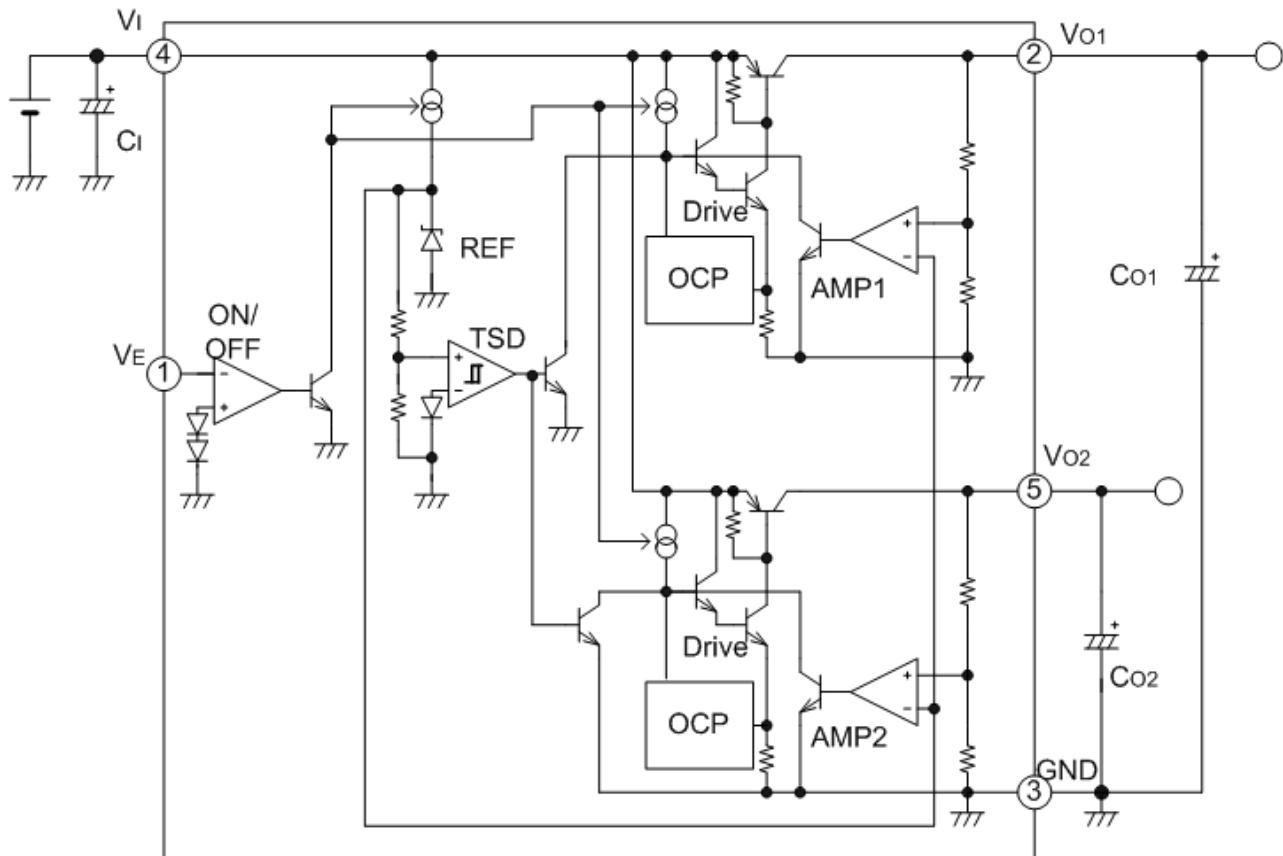 VI
VO1
4
2
+
CI
Drive
REF
OCP
+
-
AMP1
+
CO1
ON/
OFF
TSD
VE
1
-
+
+
-
VO2
5
Drive
OCP
+
-
AMP2
+
CO2
GND
3